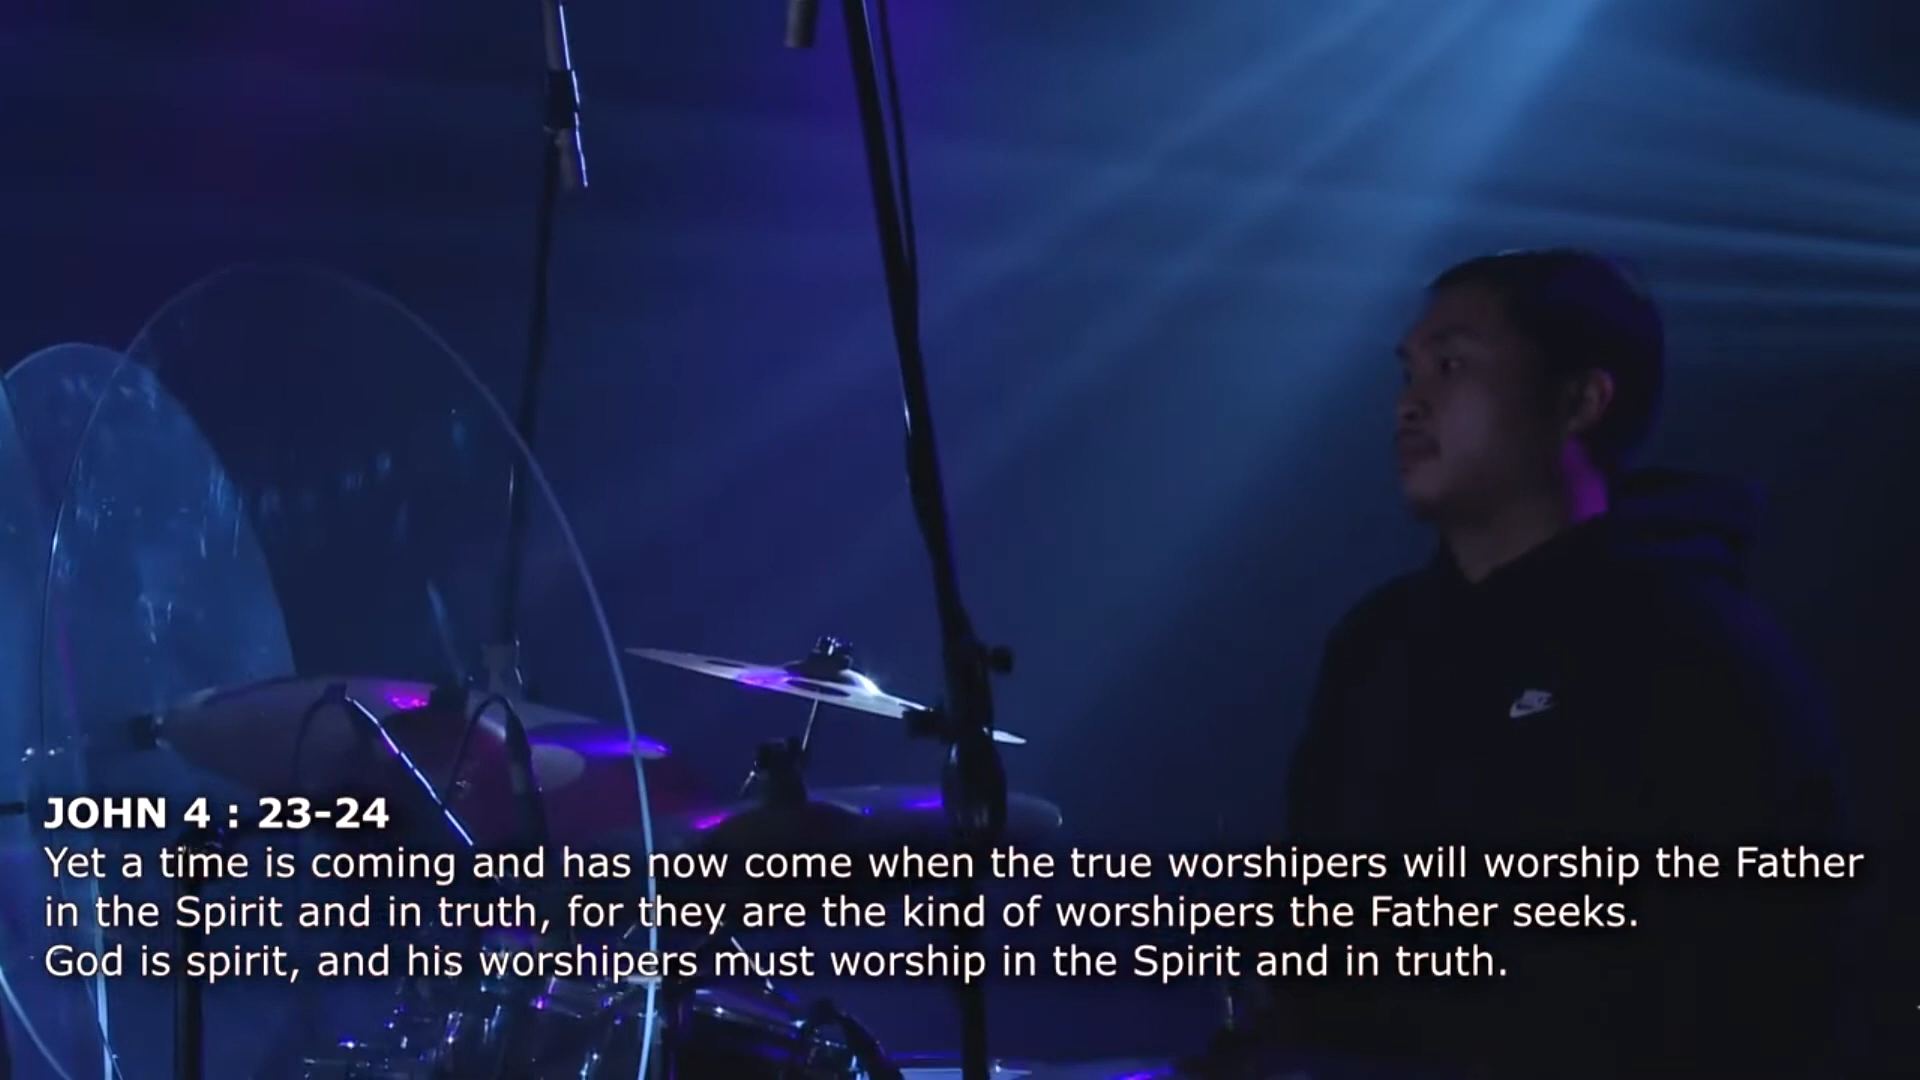 JOHN 4 : 23-24
Yet a time is coming and has now come when the true worshipers will worship the Father
in the Spirit and in truth, for they are the kind of worshipers the Father seeks.
God is spirit, and his worshipers must worship in the Spirit and in truth.